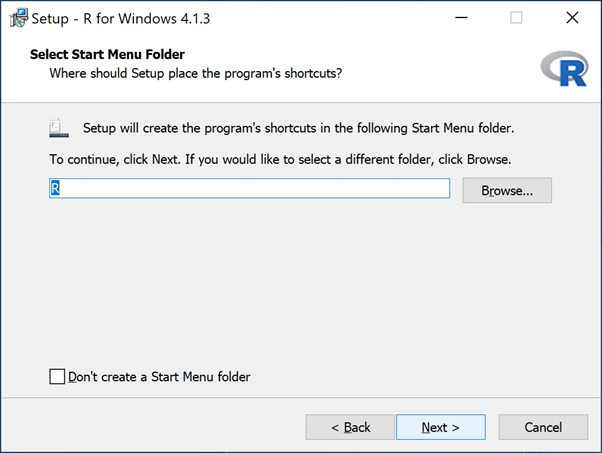 Setup - R for Windows 4.1.3
Select Start Menu Folder
Where should Setup place the program's shortcuts?
R
Setup will create the program's shortcuts in the following Start Menu folder.
To continue, click Next. If you would like to select a different folder, click Browse.
R
Browse...
Don't create a Start Menu folder
< Back
Next >
Cancel